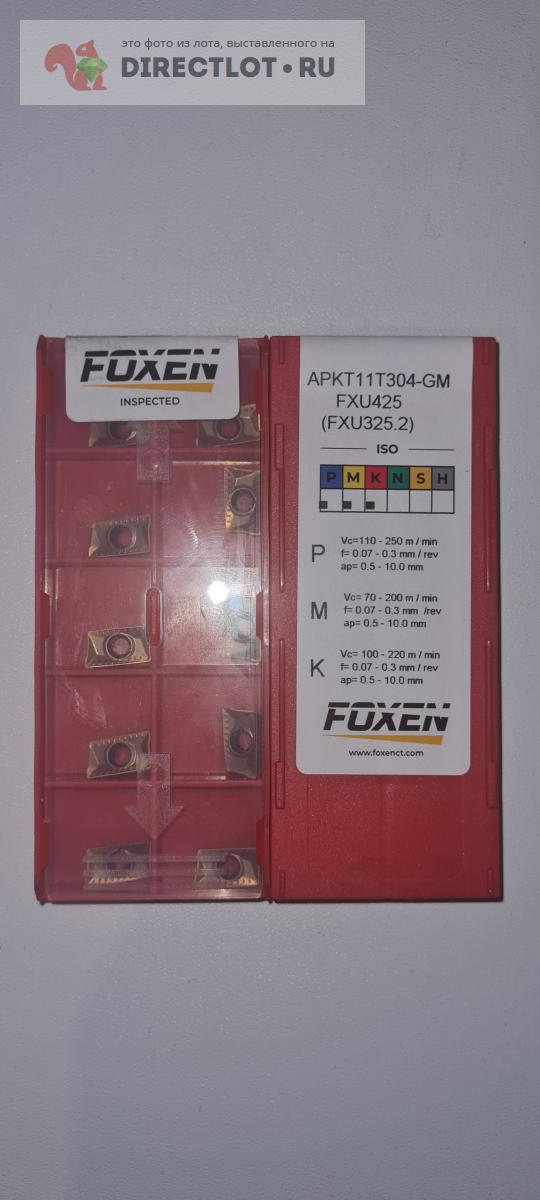 это фото из лота, выставленного на
DIRECTLOT•RU
FOXEN
INSPECTED
APKT11T304-GM
FXU425
(FXU325.2)
ISO
P M K N S H
P
Vc=110 - 250 m / min
f= 0.07 - 0.3 mm / rev
ap= 0.5 - 10.0 mm
M
Vc= 70 - 200 m / min
f= 0.07 - 0.3 mm /rev
ap= 0.5 - 10.0 mm
K
Vc= 100 - 220 m / min
f= 0.07 - 0.3 mm / rev
ap= 0.5 - 10.0 mm
FOXEN
www.foxenct.com